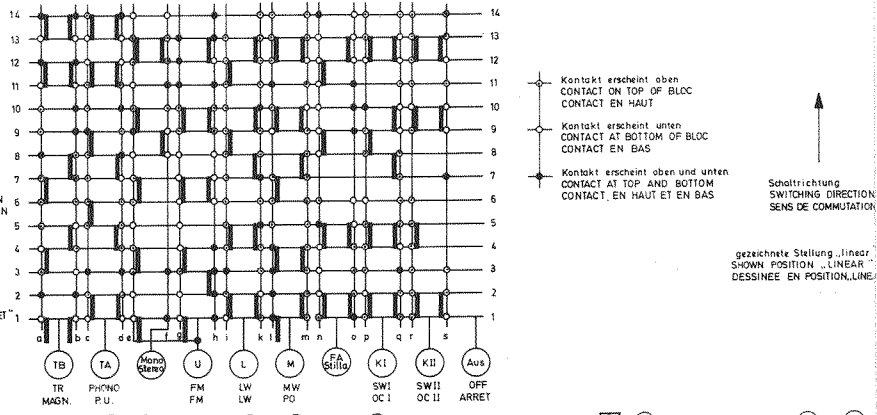 14 14
13 13
12 12
11 11
10 10
9 9
8 8
7 7
6 6
5 5
4 4
3 3
2 2
1 1
a b c d e f g h i k l m n o p q r s
TB TA Mono Stereo U L M FA Stilla KI KII Aus
TR PHONO FM LW MW SWI SWII OFF
MAGN. P.U. FM LW PO OC I OC II ARRET
Kontakt erscheint oben
CONTACT ON TOP OF BLOC
CONTACT EN HAUT
Kontakt erscheint unten
CONTACT AT BOTTOM OF BLOC
CONTACT EN BAS
Kontakt erscheint oben und unten
CONTACT AT TOP AND BOTTOM
CONTACT EN HAUT ET EN BAS
Schaltrichtung
SWITCHING DIRECTION
SENS DE COMMUTATION
gezeichnete Stellung „linear"
SHOWN POSITION „LINEAR"
DESSINEE EN POSITION „LINE